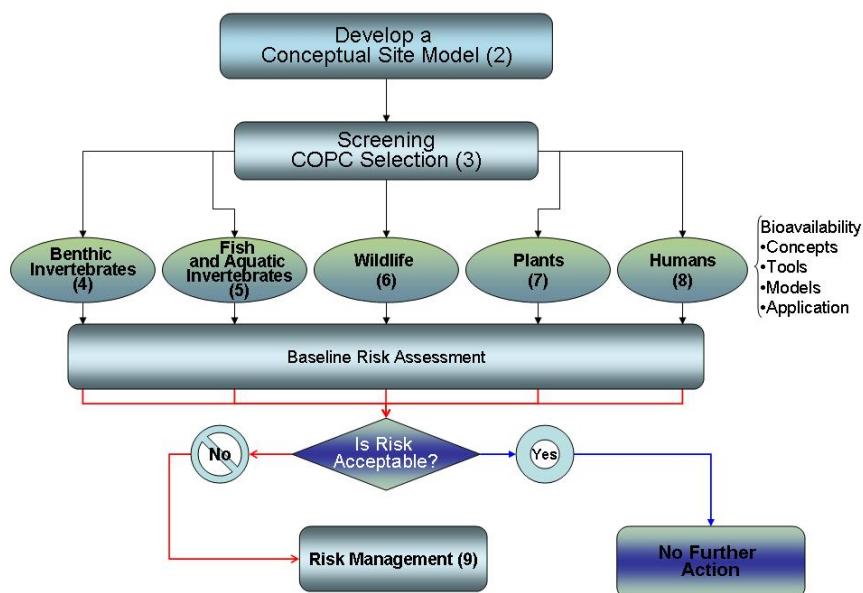 Develop a
Conceptual Site Model (2)
Screening
COPC Selection (3)
Benthic
Invertebrates
(4)
Fish
and Aquatic
Invertebrates
(5)
Wildlife
(6)
Plants
(7)
Humans
(8)
Bioavailability
•Concepts
•Tools
•Models
•Application
Baseline Risk Assessment
Is Risk
Acceptable?
No
Yes
Risk Management (9)
No Further
Action